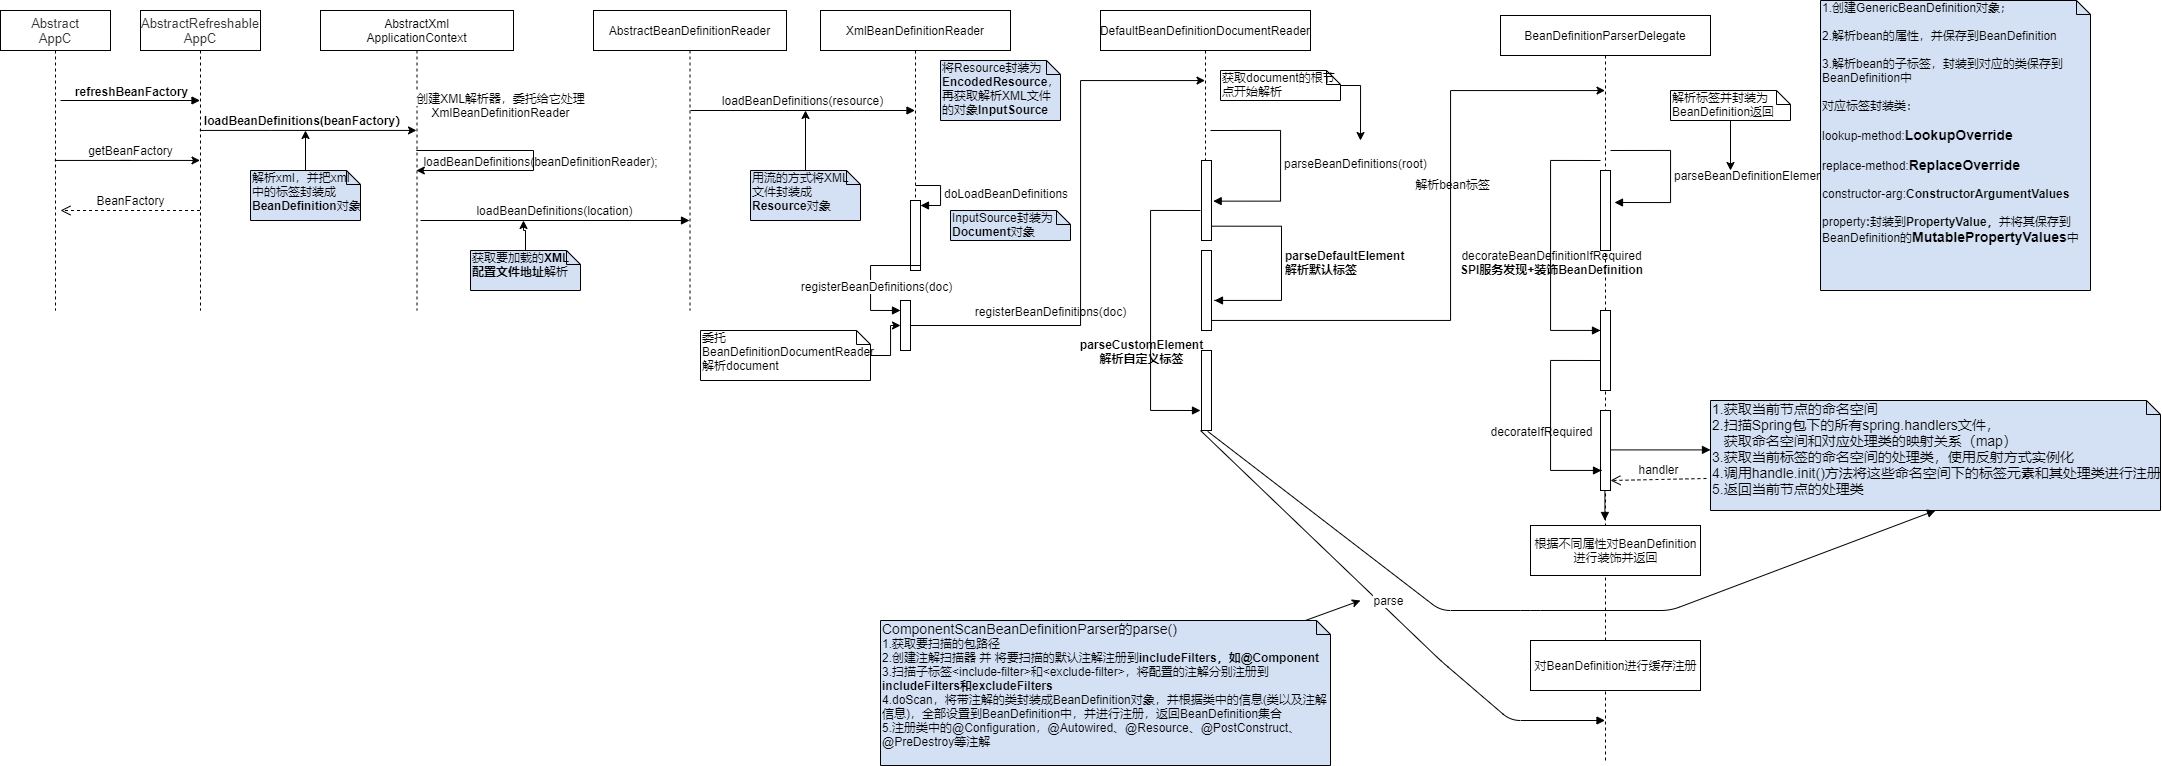 Abstract
AppC
AbstractRefreshable
AppC
AbstractXml
ApplicationContext
AbstractBeanDefinitionReader
XmlBeanDefinitionReader
DefaultBeanDefinitionDocumentReader
BeanDefinitionParserDelegate
refreshBeanFactory
loadBeanDefinitions(beanFactory)
getBeanFactory
BeanFactory
解析xml，并把xml
中的标签封装成
BeanDefinition对象
创建XML解析器，委托给它处理
XmlBeanDefinitionReader
loadBeanDefinitions(beanDefinitionReader);
loadBeanDefinitions(location)
获取要加载的XML
配置文件地址解析
loadBeanDefinitions(resource)
用流的方式将XML
文件封装成
Resource对象
将Resource封装为
EncodedResource，
再获取解析XML文件
的对象InputSource
doLoadBeanDefinitions
InputSource封装为
Document对象
registerBeanDefinitions(doc)
registerBeanDefinitions(doc)
委托
BeanDefinitionDocumentReader
解析document
获取document的根节
点开始解析
parseBeanDefinitions(root)
parseDefaultElement
解析默认标签
parseCustomElement
解析自定义标签
解析bean标签
解析标签并封装为
BeanDefinition返回
parseBeanDefinitionElemer
decorateBeanDefinitionIfRequired
SPI服务发现+装饰BeanDefinition
decorateIfRequired
handler
1.创建GenericBeanDefinition对象；
2.解析bean的属性，并保存到BeanDefinition
3.解析bean的子标签，封装到对应的类保存到
BeanDefinition中
对应标签封装类：
lookup-method:LookupOverride
replace-method:ReplaceOverride
constructor-arg:ConstructorArgumentValues
property:封装到PropertyValue，并将其保存到
BeanDefinition的MutablePropertyValues中
1.获取当前节点的命名空间
2.扫描Spring包下的所有spring.handlers文件，
获取命名空间和对应处理类的映射关系（map）
3.获取当前标签的命名空间的处理类，使用反射方式实例化
4.调用handle.init()方法将这些命名空间下的标签元素和其处理类进行注册
5.返回当前节点的处理类
根据不同属性对BeanDefinition
进行装饰并返回
parse
对BeanDefinition进行缓存注册
ComponentScanBeanDefinitionParser的parse()
1.获取要扫描的包路径
2.创建注解扫描器 并 将要扫描的默认注解注册到includeFilters，如@Component
3.扫描子标签<include-filter>和<exclude-filter>，将配置的注解分别注册到
includeFilters和excludeFilters
4.doScan，将带注解的类封装成BeanDefinition对象，并根据类中的信息(类以及注解
信息)，全部设置到BeanDefinition中，并进行注册，返回BeanDefinition集合
5.注册类中的@Configuration，@Autowired、@Resource、@PostConstruct、
@PreDestroy等注解